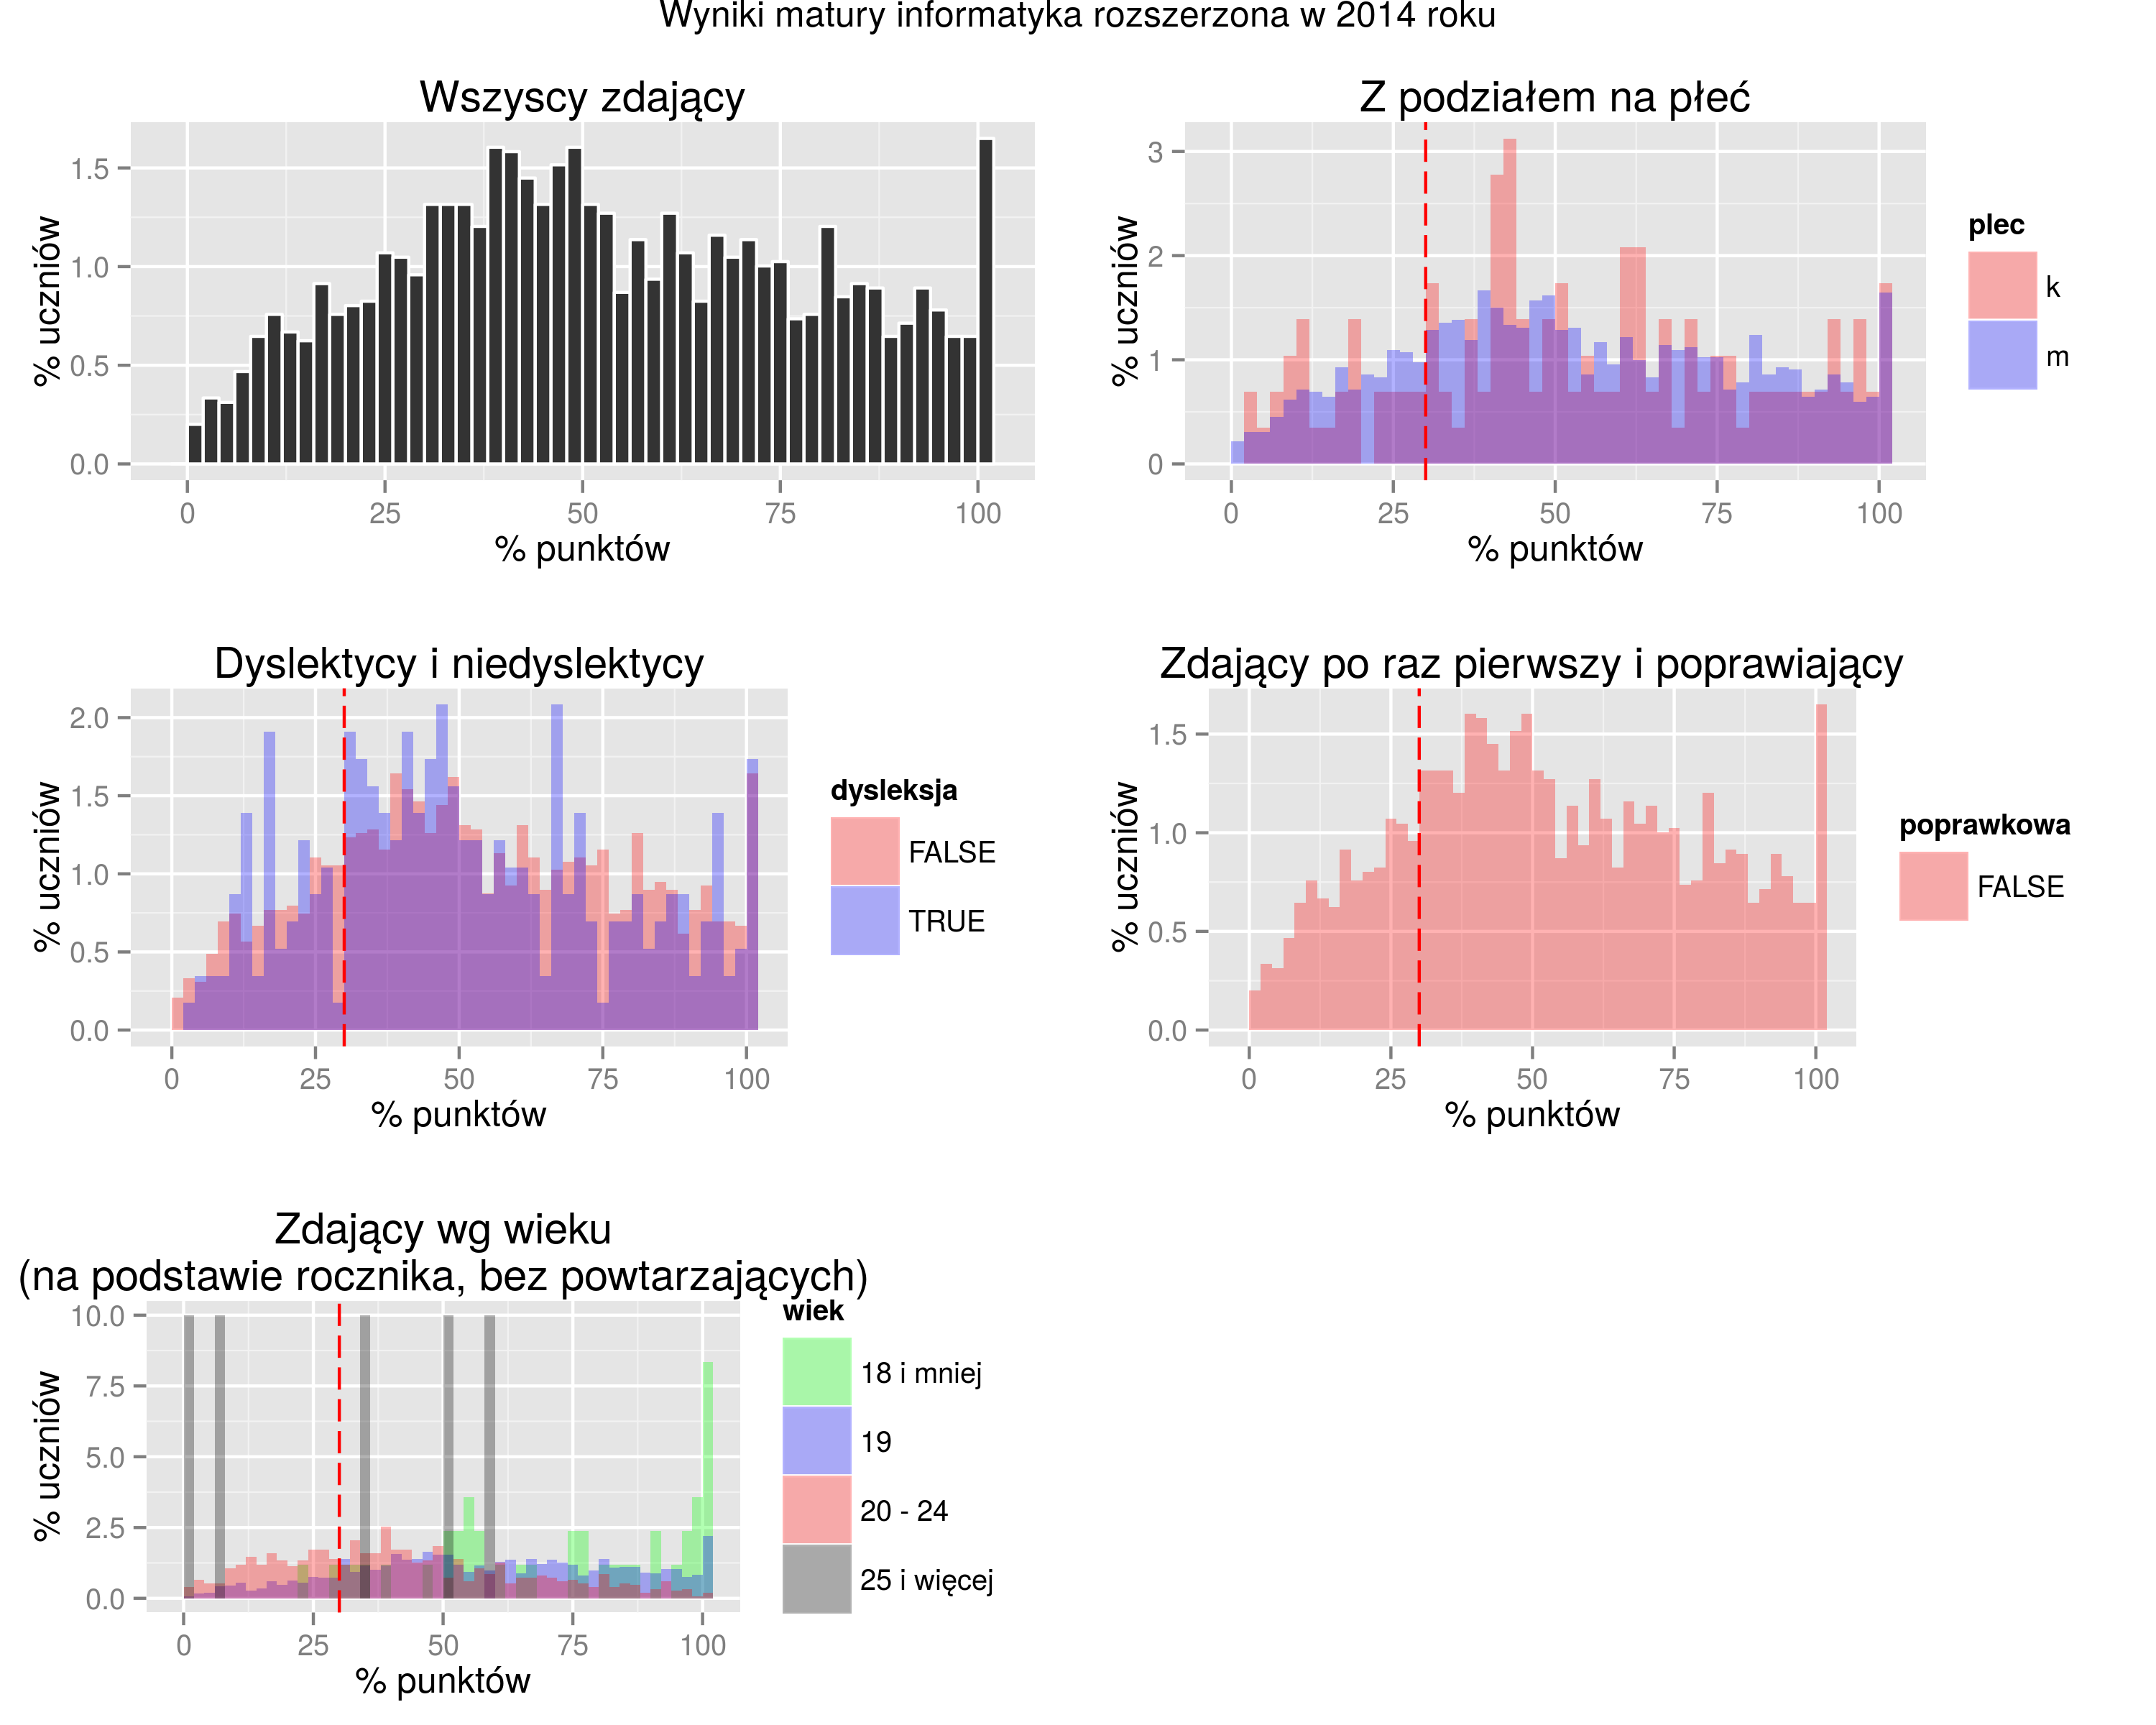 Wyniki matury informatyka rozszerzona w 2014 roku
Wszyscy zdający
% uczniów
1.5
1.0
0.5
0.0
0 25 50 75 100
% punktów
Z podziałem na płeć
% uczniów
3
2
1
0
0 25 50 75 100
% punktów
plec
k
m
Dyslektycy i niedyslektycy
% uczniów
2.0
1.5
1.0
0.5
0.0
0 25 50 75 100
% punktów
dysleksja
FALSE
TRUE
Zdający po raz pierwszy i poprawiający
% uczniów
1.5
1.0
0.5
0.0
0 25 50 75 100
% punktów
poprawkowa
FALSE
Zdający wg wieku
(na podstawie rocznika, bez powtarzających)
% uczniów
10.0
7.5
5.0
2.5
0.0
0 25 50 75 100
% punktów
wiek
18 i mniej
19
20 - 24
25 i więcej